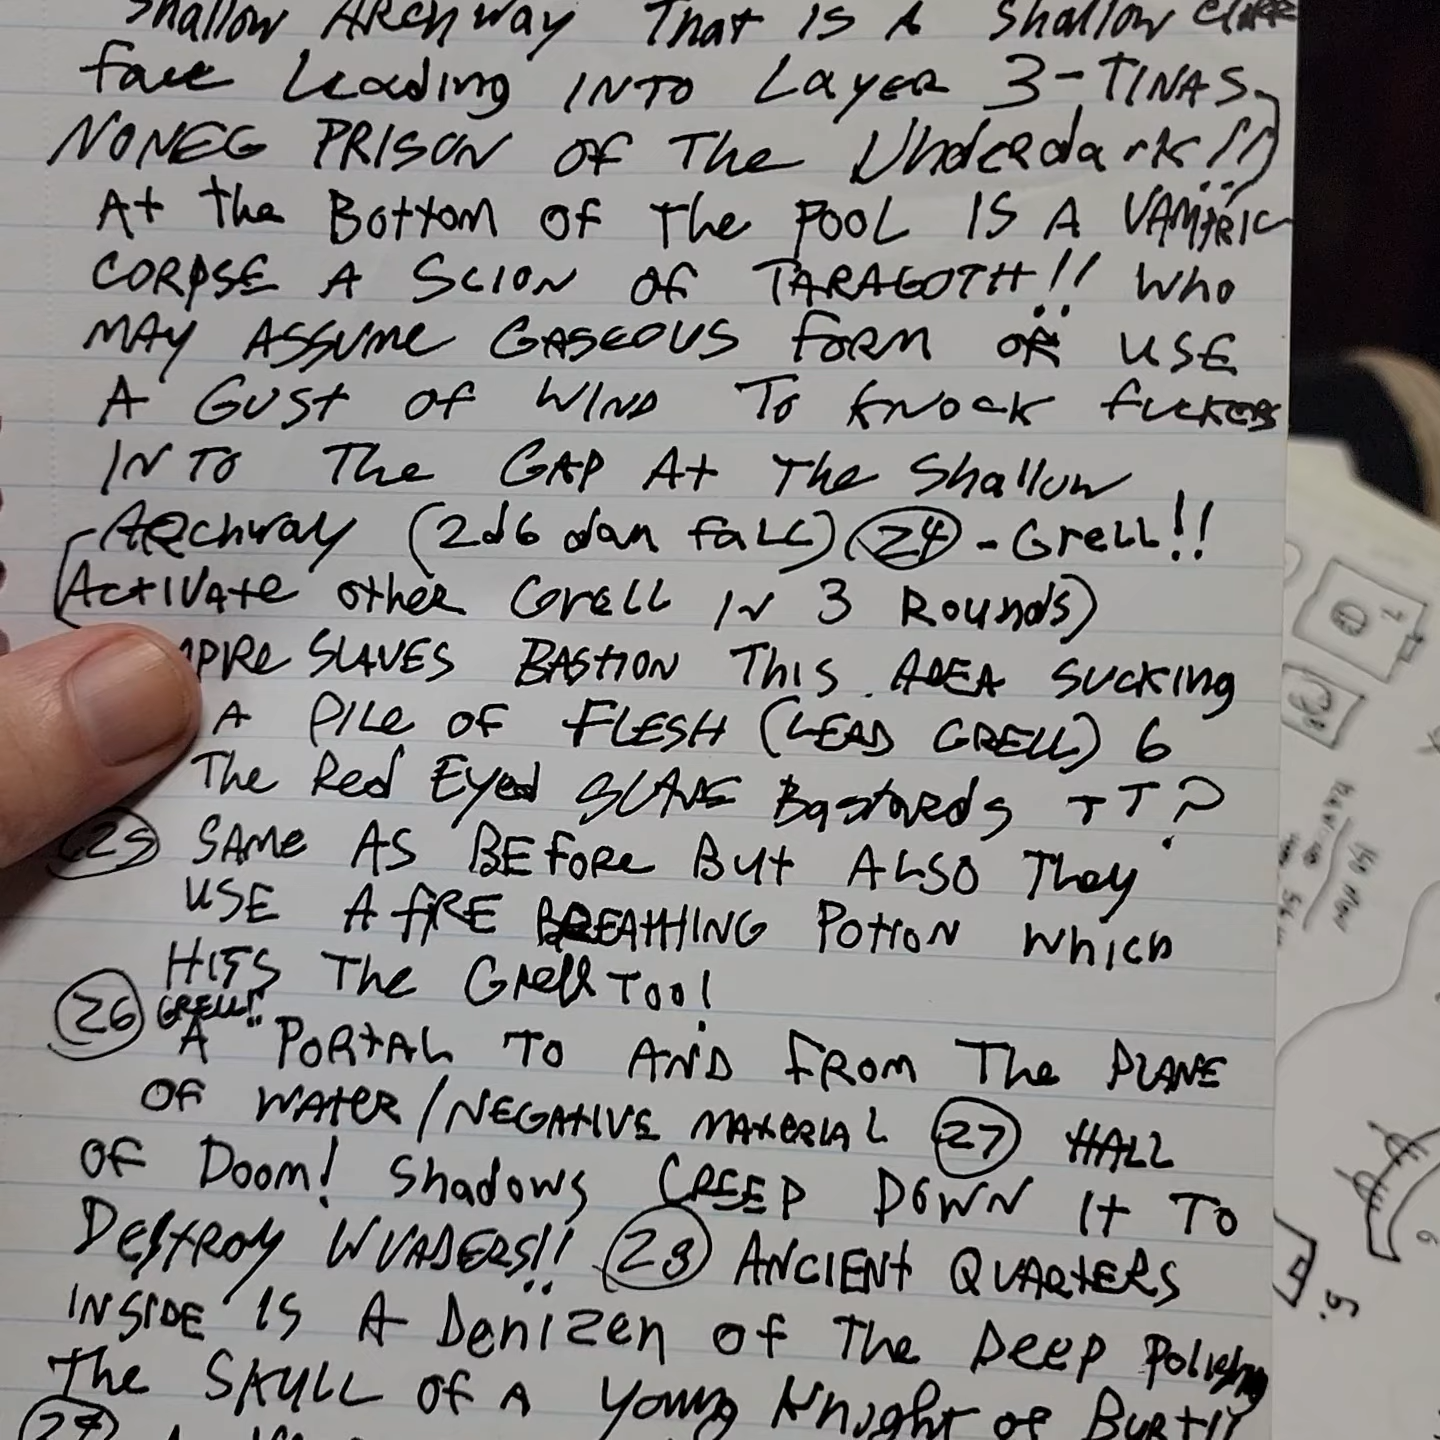 Shallow Archway That is A Shallow Cliff
face Leading INTO Layer 3-TINAS
NONEG PRISON of The Underdark!!
At the Bottom of The POOL IS A VAMPRIC
CORPSE A SCION of TARAGOTH!! Who
MAY ASSUME GASEOUS form OR USE
A GUSt of WIND To KNOCK fuckers
INTO The GAP At The Shallow
Archway (2d6 dam fall) (24) - Grell!!
(Activate other Grell IN 3 Rounds)
MPIRE SLAVES BASTION This AREA Sucking
A PILE of FLESH (LEAD GRELL) 6
The Red Eyed SLAVE Bastards TT?
(25) SAMe AS BEfore But ALSO They
USE A fIRE BREATHING Potion which
HITS The Grell Too!
(26) GRELL!!
A PORtAL TO AND from The PLANE
Of WAteR/NEGAtIVE MAterIAL (27) HALL
Of Doom! Shadows CREEP DOWN It To
DEStroy INVADERS!! (28) ANCIENt QUARtERS
INSIDE IS A Denizen of The Deep Polishing
The SKULL of A Young Knight of
(29)